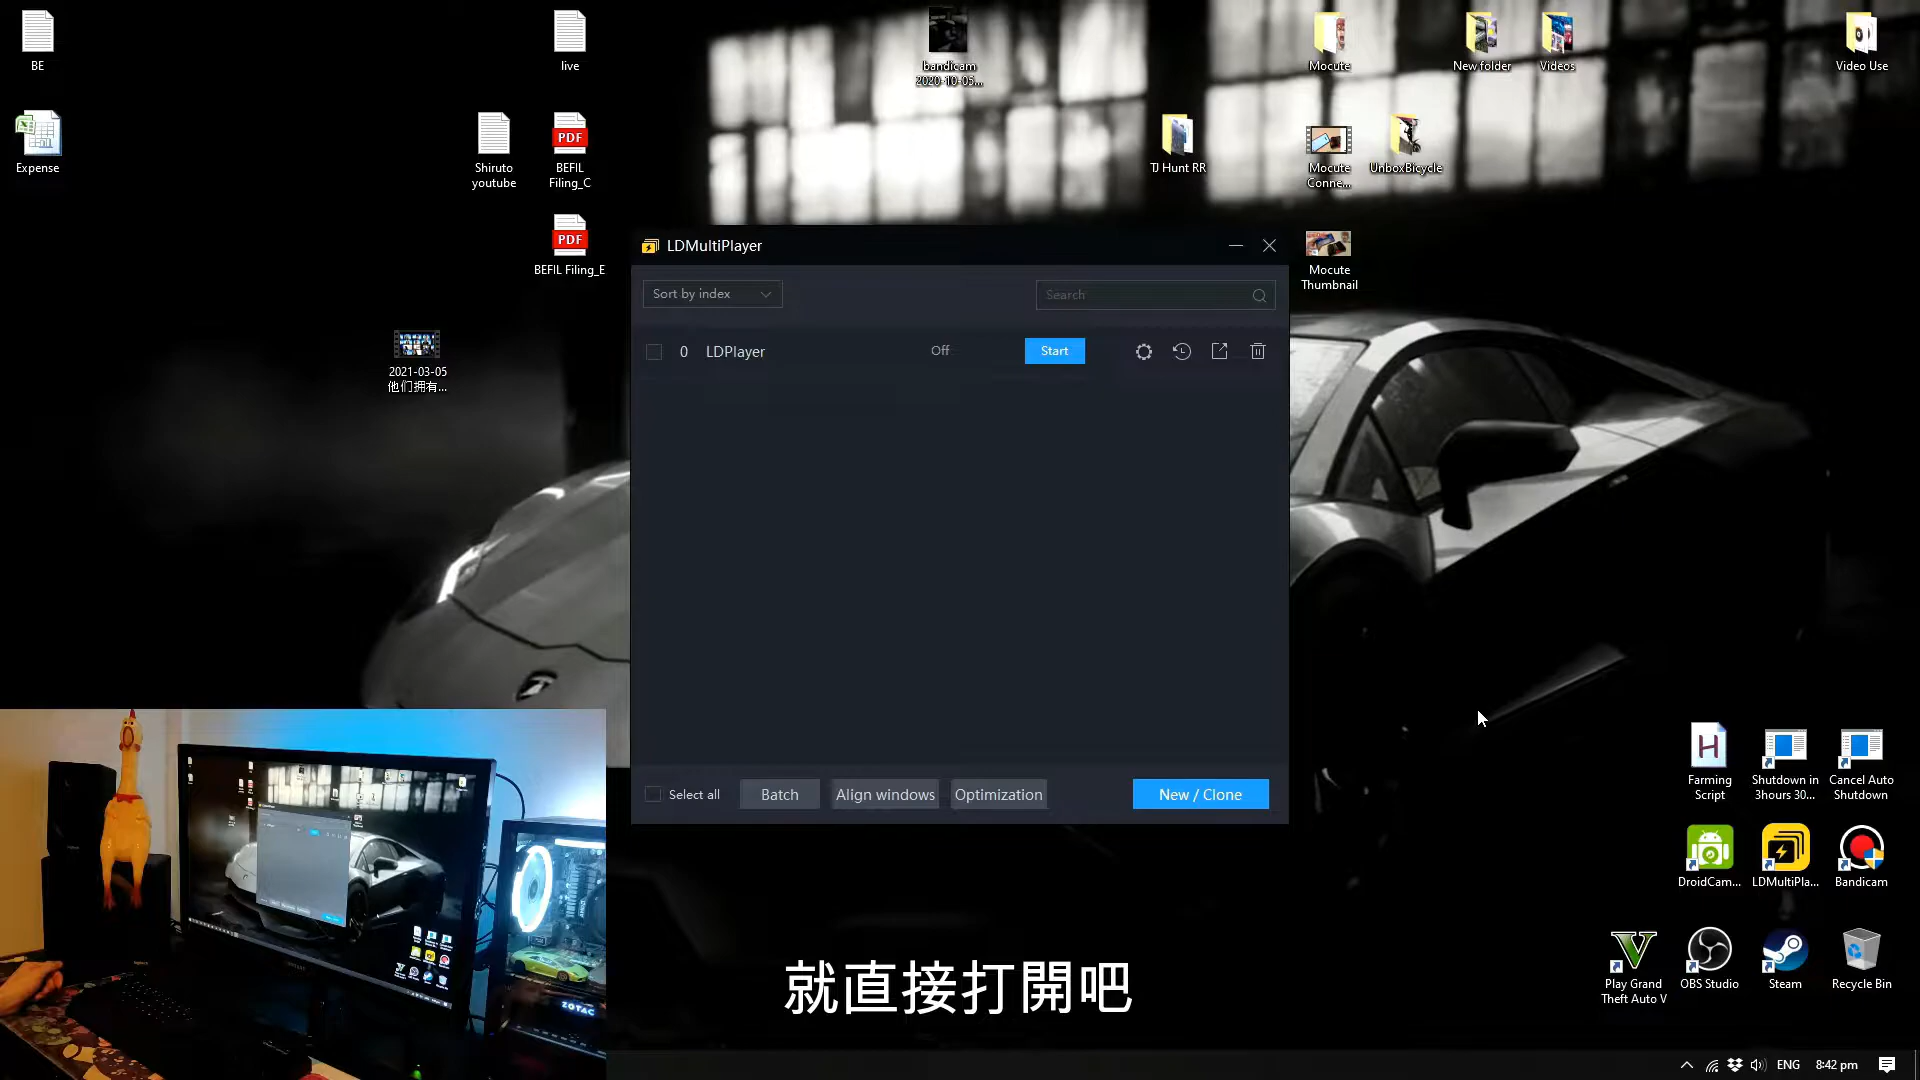 BE
live
bandicam
2020-10-05...
Mocute
New folder
Videos
Video Use
Expense
Shiruto
youtube
PDF
BEFIL
Filing_C
TJ Hunt RR
Mocute
Conne...
UnboxBicycle
PDF
BEFIL Filing_E
Mocute
Thumbnail
2021-03-05
他们拥有...
LDMultiPlayer
Sort by index
Search
0 LDPlayer Off Start
Select all
Batch
Align windows
Optimization
New / Clone
H
Farming
Script
Shutdown in
3hours 30...
Cancel Auto
Shutdown
DroidCam...
LDMultiPla...
Bandicam
V
Play Grand
Theft Auto V
OBS Studio
Steam
Recycle Bin
ZOTAC
就直接打開吧
ENG 8:42 pm